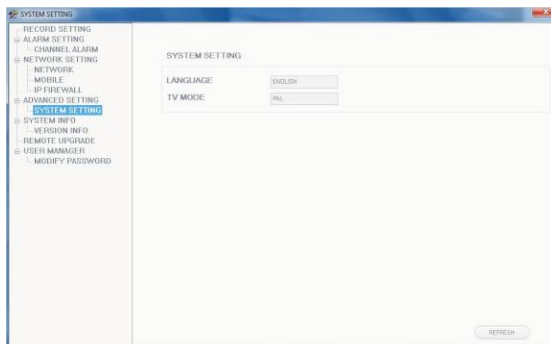 SYSTEM SETTING
RECORD SETTING
ALARM SETTING
CHANNEL ALARM
NETWORK SETTING
NETWORK
MOBILE
IP FIREWALL
ADVANCED SETTING
SYSTEM SETTING
SYSTEM INFO
VERSION INFO
REMOTE UPGRADE
USER MANAGER
MODIFY PASSWORD
SYSTEM SETTING
LANGUAGE ENGLISH
TV MODE PAL
REFRESH